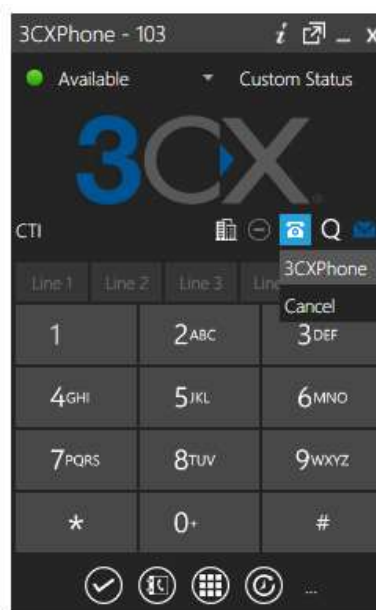 3CXPhone - 103 i _ x
Available Custom Status
3CX
CTI Q
3CXPhone
Line 1 Line 2 Line 3 Line
Cancel
1 2ABC 3DEF
4GHI 5JKL 6MNO
7PQRS 8TUV 9WXYZ
* 0+ #
...